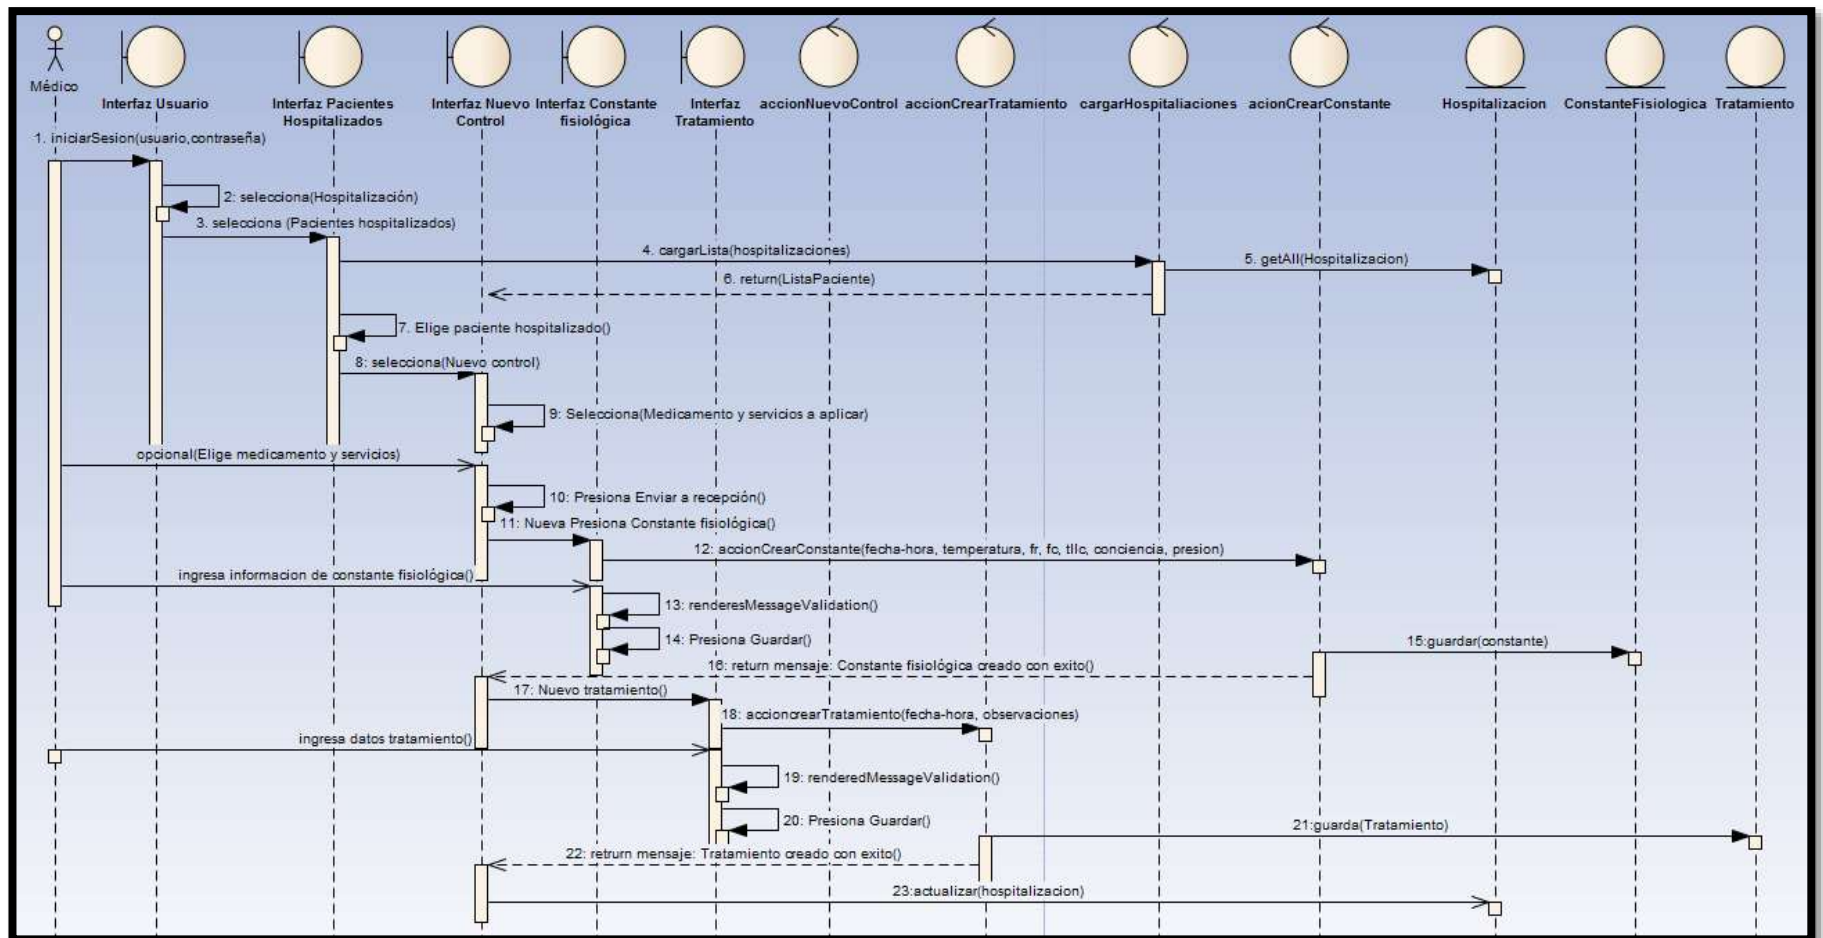 Médico
Interfaz Usuario
Interfaz Pacientes
Hospitalizados
Interfaz Nuevo
Control
Interfaz Constante
fisiológica
Interfaz
Tratamiento
accionNuevoControl
accionCrearTratamiento
cargarHospitaliaciones
acionCrearConstante
Hospitalizacion
ConstanteFisiologica
Tratamiento
1. iniciarSesion(usuario,contraseña)
2: selecciona(Hospitalización)
3. selecciona (Pacientes hospitalizados)
4. cargarLista(hospitalizaciones)
5. getAll(Hospitalizacion)
6. return(ListaPaciente)
7. Elige paciente hospitalizado()
8: selecciona(Nuevo control)
9: Selecciona(Medicamento y servicios a aplicar)
opcional(Elige medicamento y servicios)
10: Presiona Enviar a recepción()
11: Nueva Presiona Constante fisiológica()
12: accionCrearConstante(fecha-hora, temperatura, fr, fc, tllc, conciencia, presion)
ingresa informacion de constante fisiológica()
13: renderesMessageValidation()
14: Presiona Guardar()
15:guardar(constante)
16: return mensaje: Constante fisiológica creado con exito()
17: Nuevo tratamiento()
18: accioncrearTratamiento(fecha-hora, observaciones)
ingresa datos tratamiento()
19: renderedMessageValidation()
20: Presiona Guardar()
21:guarda(Tratamiento)
22: retrurn mensaje: Tratamiento creado con exito()
23:actualizar(hospitalizacion)